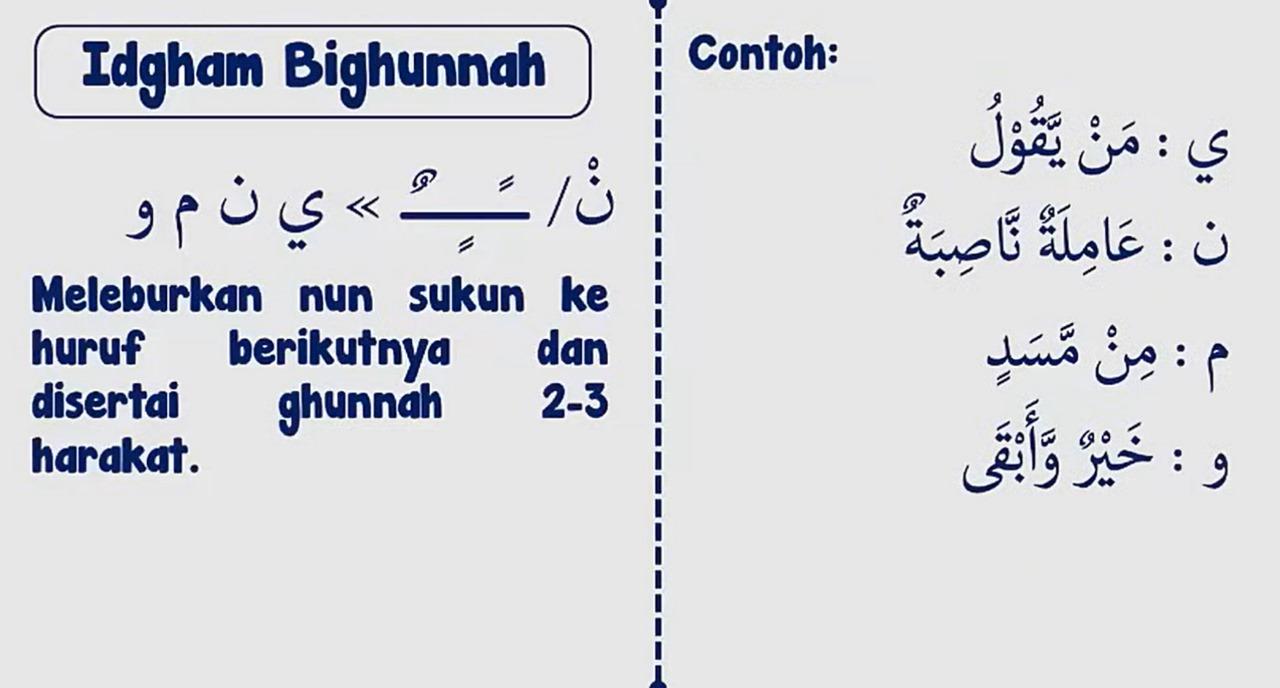 Idgham Bighunnah
نْ/ ـًـٍـٌ » ي ن م و
Meleburkan nun sukun ke
huruf berikutnya dan
disertai ghunnah 2-3
harakat.
Contoh:
ي : مَنْ يَّقُوْلُ
ن : عَامِلَةٌ نَّاصِبَةٌ
م : مِنْ مَّسَدٍ
و : خَيْرٌ وَّأَبْقَى